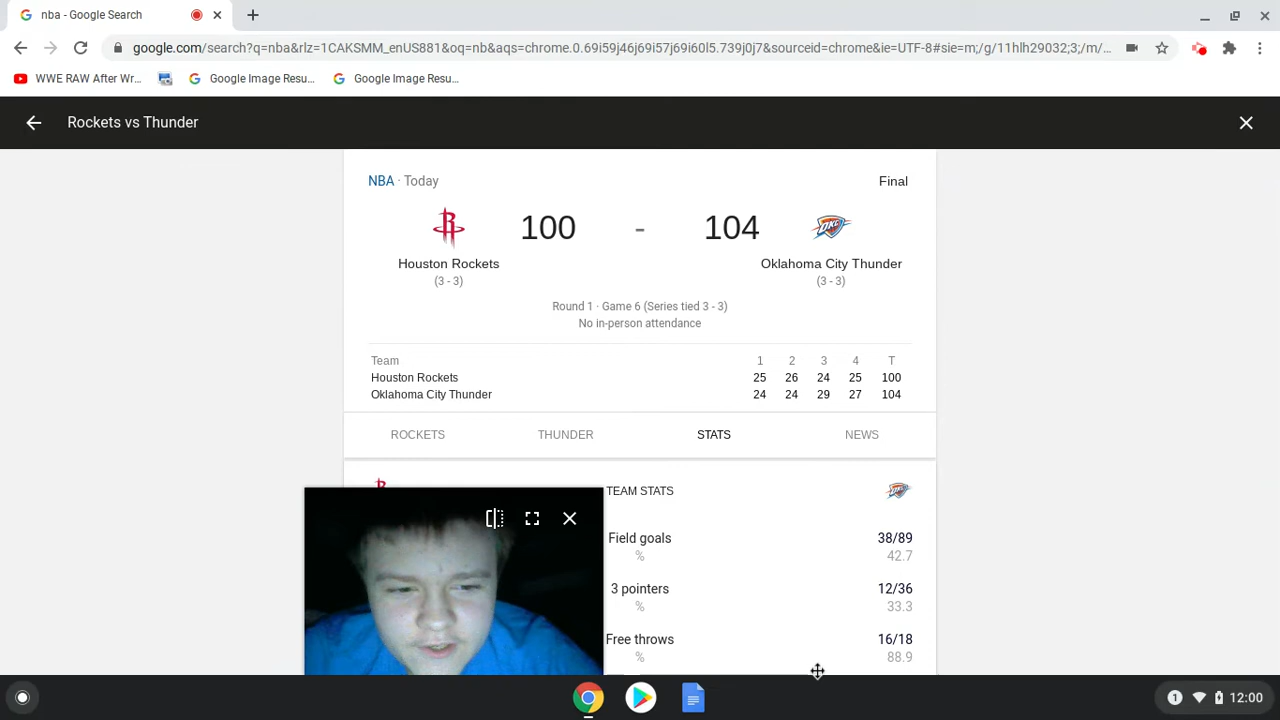 nba - Google Search
google.com/search?q=nba&rlz=1CAKSMM_enUS881&oq=nb&aqs=chrome.0.69i59j46j69i57j69i60l5.739j0j7&sourceid=chrome&ie=UTF-8#sie=m;/g/11hlh29032;3;/m/...
WWE RAW After Wr... Google Image Resu... Google Image Resu...
Rockets vs Thunder
NBA · Today Final
100 - 104
Houston Rockets Oklahoma City Thunder
(3 - 3) (3 - 3)
Round 1 · Game 6 (Series tied 3 - 3)
No in-person attendance
Team 1 2 3 4 T
Houston Rockets 25 26 24 25 100
Oklahoma City Thunder 24 24 29 27 104
ROCKETS THUNDER STATS NEWS
TEAM STATS
Field goals 38/89
% 42.7
3 pointers 12/36
% 33.3
Free throws 16/18
% 88.9
1 12:00